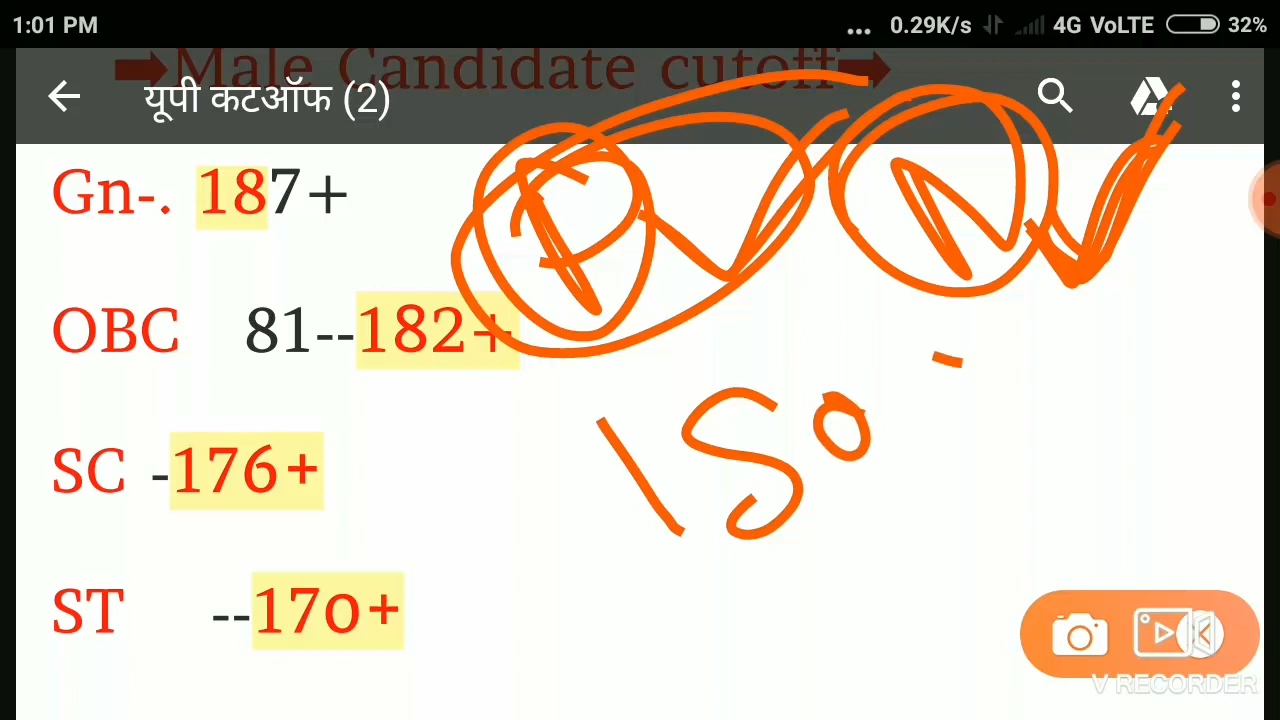 1:01 PM ... 0.29K/s 4G VoLTE 32%
➡Male Candidate cutoff➡
यूपी कटऑफ (2)
Gn-. 187+
OBC 81--182+
150 -
SC -176+
ST --170+
V RECORDER